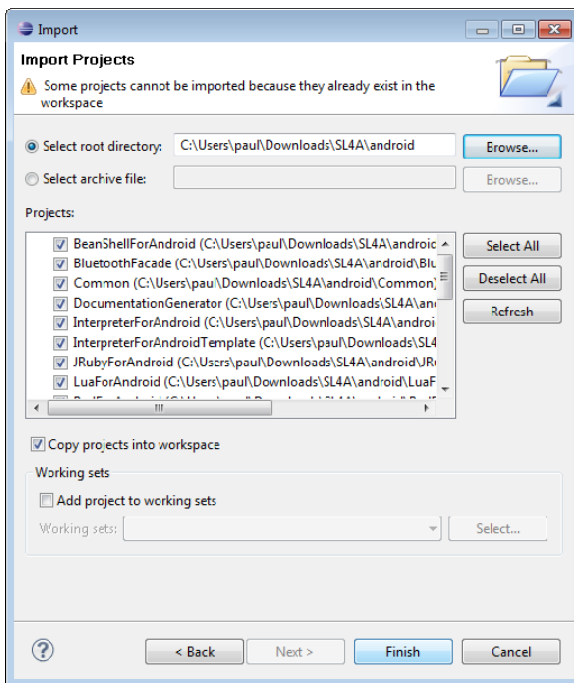 Import
Import Projects
Some projects cannot be imported because they already exist in the
workspace
Select root directory: C:\Users\paul\Downloads\SL4A\android Browse...
Select archive file: Browse...
Projects:
BeanShellForAndroid (C:\Users\paul\Downloads\SL4A\androic
BluetoothFacade (C:\Users\paul\Downloads\SL4A\android\Blu
Common (C:\Users\paul\Downloads\SL4A\android\Common)
DocumentationGenerator (C:\Users\paul\Downloads\SL4A\an
InterpreterForAndroid (C:\Users\paul\Downloads\SL4A\androi
InterpreterForAndroidTemplate (C:\Users\paul\Downloads\SL4
JRubyForAndroid (C:\Users\paul\Downloads\SL4A\android\JRu
LuaForAndroid (C:\Users\paul\Downloads\SL4A\android\LuaF
Select All
Deselect All
Refresh
Copy projects into workspace
Working sets
Add project to working sets
Working sets: Select...
? < Back Next > Finish Cancel